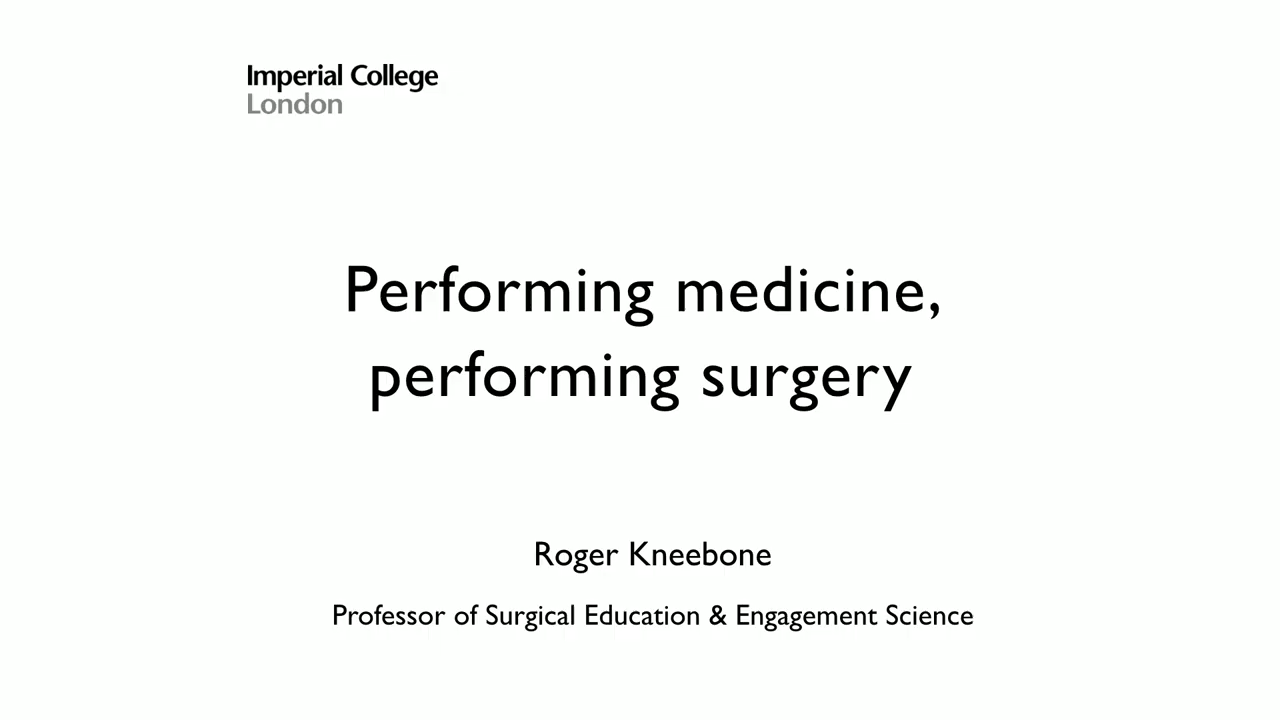 Imperial College
London
Performing medicine,
performing surgery
Roger Kneebone
Professor of Surgical Education & Engagement Science